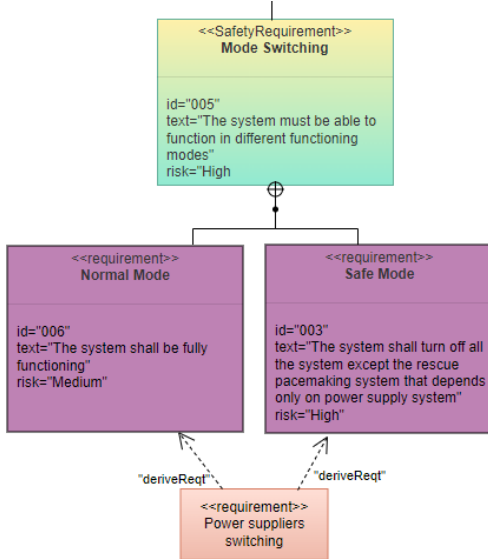 <<SafetyRequirement>>
Mode Switching
id="005"
text="The system must be able to
function in different functioning
modes"
risk="High
<<requirement>>
Normal Mode
id="006"
text="The system shall be fully
functioning"
risk="Medium"
<<requirement>>
Safe Mode
id="003"
text="The system shall turn off all
the system except the rescue
pacemaking system that depends
only on power supply system"
risk="High"
"deriveReqt"
"deriveReqt"
<<requirement>>
Power suppliers
switching